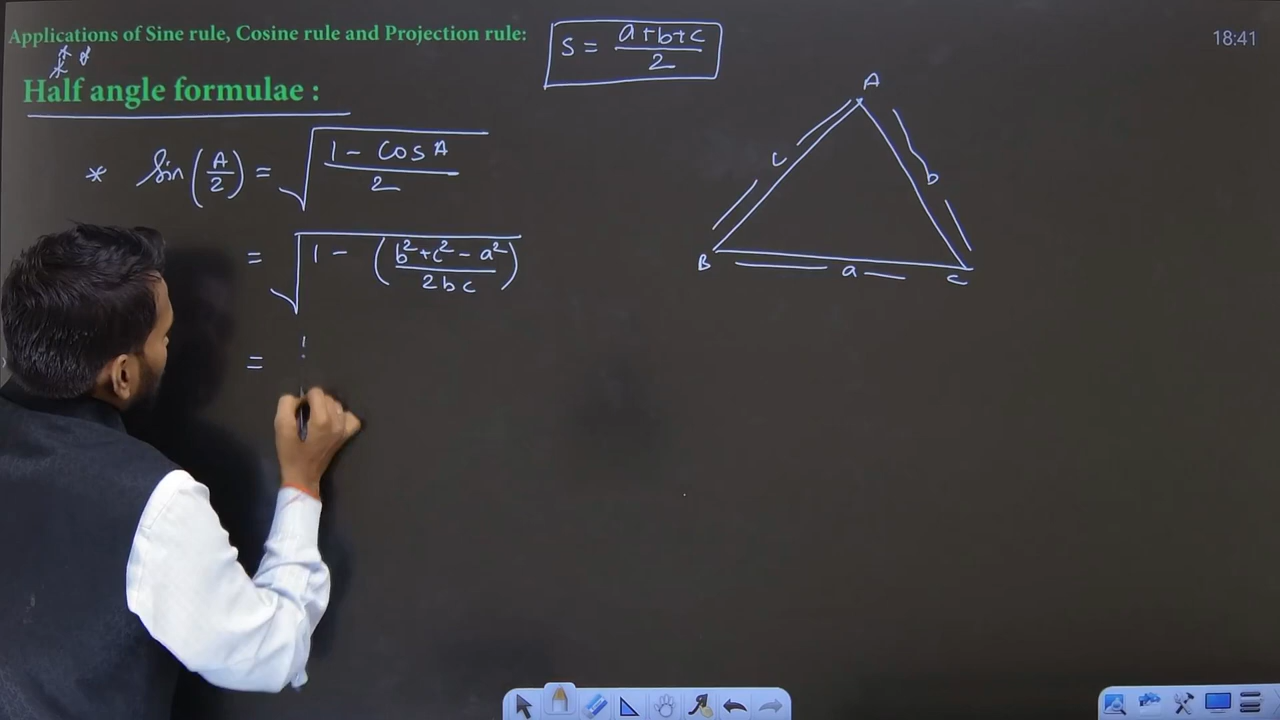 Applications of Sine rule, Cosine rule and Projection rule:
S = (a+b+c)/2
18:41
Half angle formulae :
* Sin(A/2) = √((1 - cos A)/2)
= √(1 - ((b²+c²-a²)/(2bc)))
=
A
c
b
B
a
C